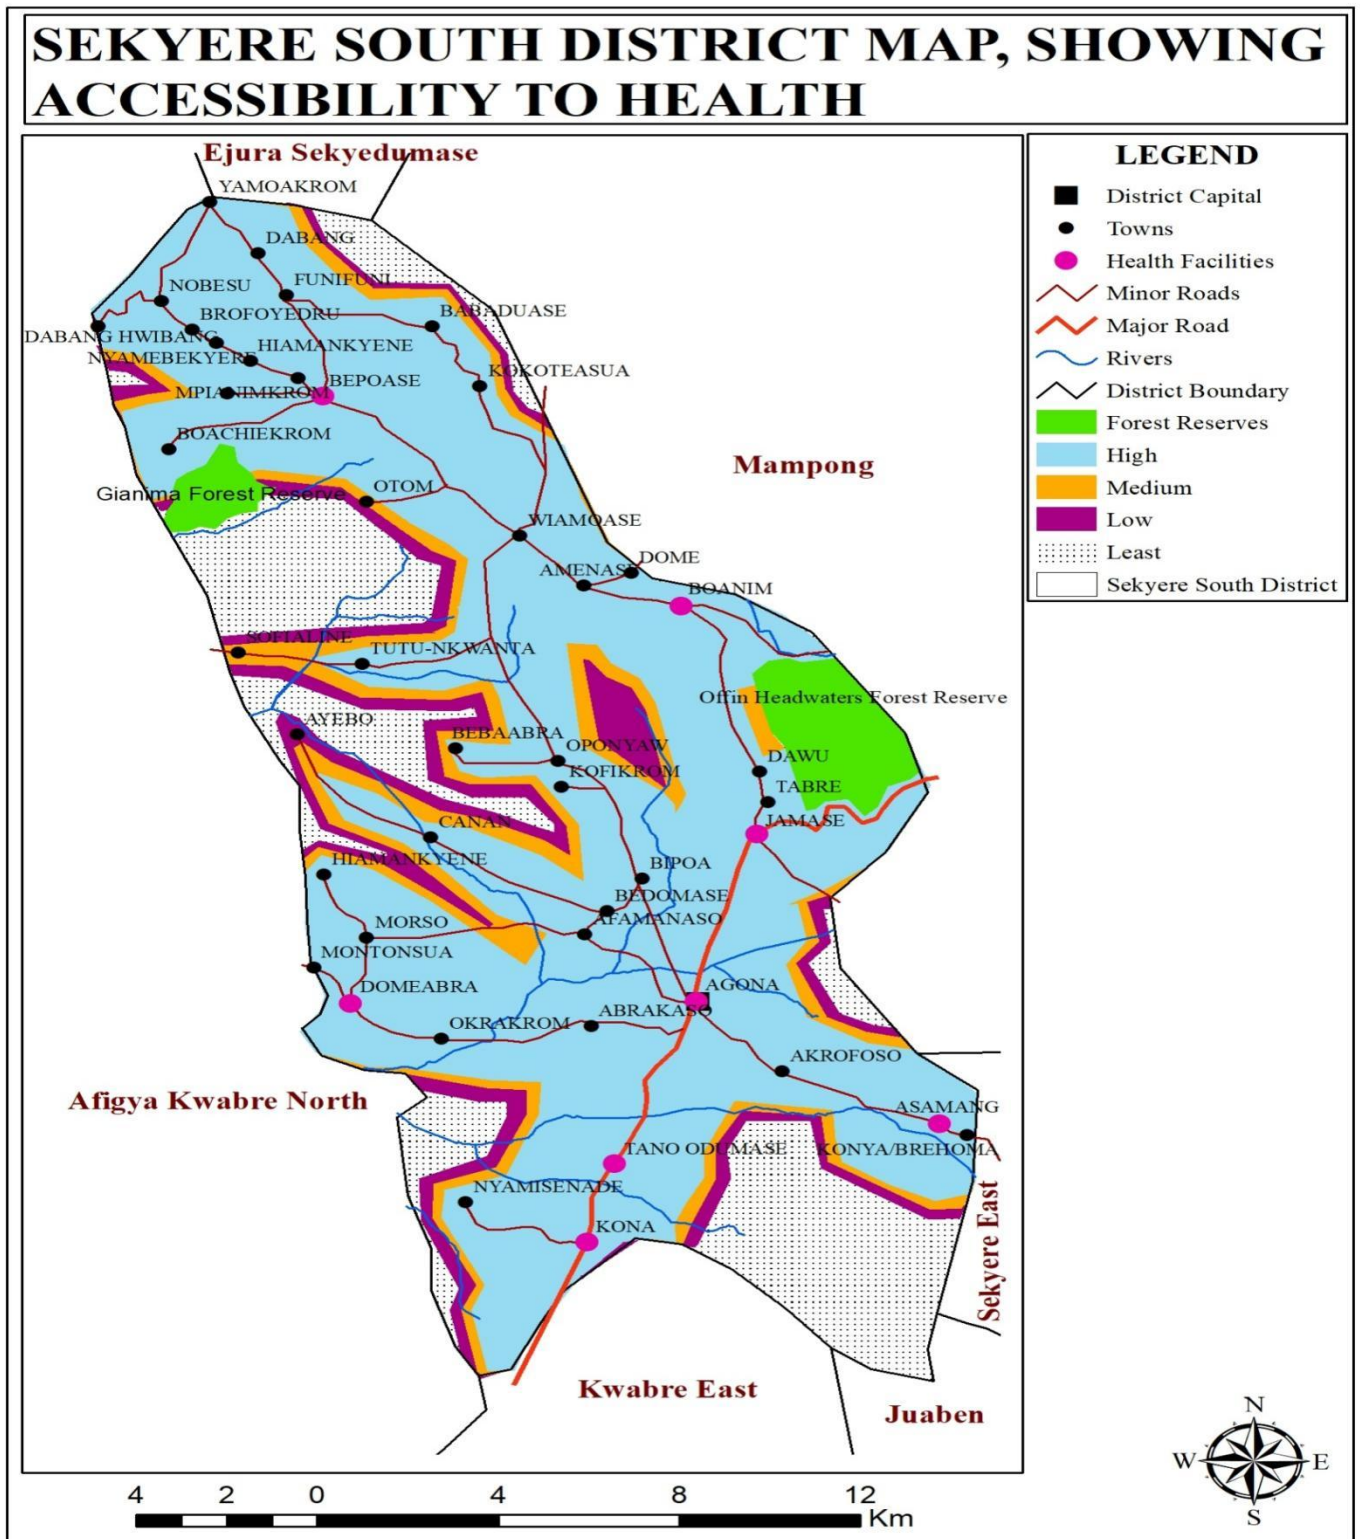 SEKYERE SOUTH DISTRICT MAP, SHOWING
ACCESSIBILITY TO HEALTH
Ejura Sekyedumase
YAMOAKROM
DABANG
FUNIFUNI
NOBESU
BROFOYEDRU
BABADUASE
DABANG HWIBANG
HIAMANKYENE
NYAMEBEKYERE
KOKOTEASUA
BEPOASE
MPIANIMKROM
BOACHIEKROM
Mampong
Gianima Forest Reserve
OTOM
WIAMOASE
DOME
AMENASE
BOANIM
SOFIALINE
TUTU-NKWANTA
Offin Headwaters Forest Reserve
AYEBO
BEBAABRA
OPONYAW
DAWU
KOFIKROM
TABRE
CANAN
JAMASE
HIAMANKYENE
BIPOA
BEDOMASE
MORSO
AFAMANASO
MONTONSUA
DOMEABRA
AGONA
OKRAKROM
ABRAKASO
AKROFOSO
Afigya Kwabre North
ASAMANG
TANO ODUMASE
KONYA/BREHOMA
NYAMISENADE
KONA
Sekyere East
Kwabre East
Juaben
LEGEND
District Capital
Towns
Health Facilities
Minor Roads
Major Road
Rivers
District Boundary
Forest Reserves
High
Medium
Low
Least
Sekyere South District
N
W
E
S
4 2 0 4 8 12
Km